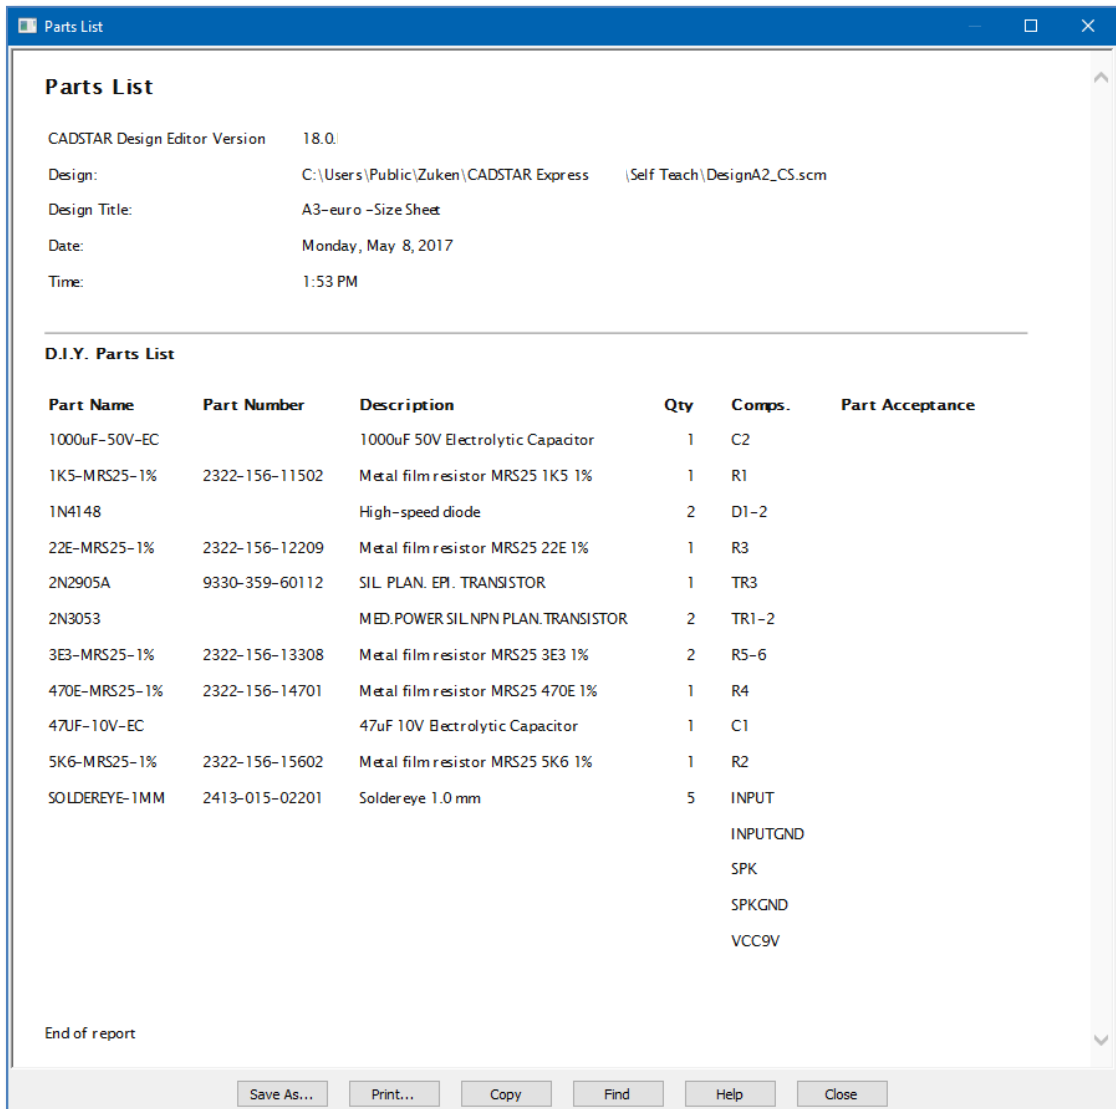 Parts List
Parts List
CADSTAR Design Editor Version 18.0.
Design: C:\Users\Public\Zuken\CADSTAR Express \Self Teach\DesignA2_CS.scm
Design Title: A3-euro -Size Sheet
Date: Monday, May 8, 2017
Time: 1:53 PM
D.I.Y. Parts List
Part Name Part Number Description Qty Comps. Part Acceptance
1000uF-50V-EC 1000uF 50V Electrolytic Capacitor 1 C2
1K5-MRS25-1% 2322-156-11502 Metal film resistor MRS25 1K5 1% 1 R1
1N4148 High-speed diode 2 D1-2
22E-MRS25-1% 2322-156-12209 Metal film resistor MRS25 22E 1% 1 R3
2N2905A 9330-359-60112 SIL. PLAN. EPI. TRANSISTOR 1 TR3
2N3053 MED.POWER SIL.NPN PLAN.TRANSISTOR 2 TR1-2
3E3-MRS25-1% 2322-156-13308 Metal film resistor MRS25 3E3 1% 2 R5-6
470E-MRS25-1% 2322-156-14701 Metal film resistor MRS25 470E 1% 1 R4
47UF-10V-EC 47uF 10V Electrolytic Capacitor 1 C1
5K6-MRS25-1% 2322-156-15602 Metal film resistor MRS25 5K6 1% 1 R2
SOLDEREYE-1MM 2413-015-02201 Soldereye 1.0 mm 5 INPUT
INPUTGND
SPK
SPKGND
VCC9V
End of report
Save As... Print... Copy Find Help Close